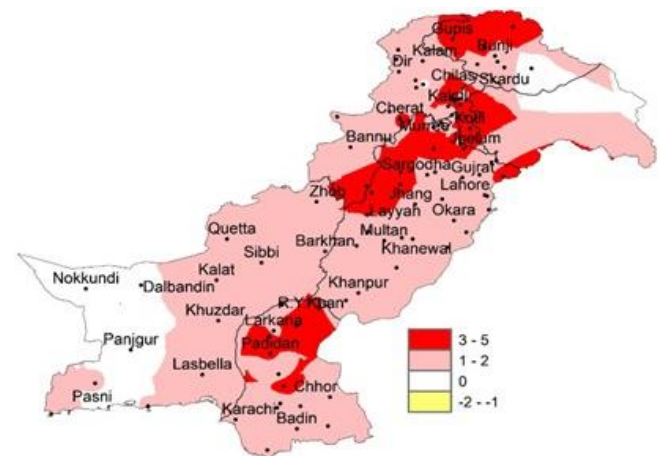 Gupis
Bunji
Kalam
Dir
Chilas
Skardu
Kakul
Cherat
Murree
Kotli
Jhelum
Bannu
Sargodha
Gujrat
Zhob
Jhang
Lahore
Layyah
Okara
Quetta
Barkhan
Multan
Khanewal
Sibbi
Nokkundi
Kalat
Dalbandin
Khanpur
R.Y.Khan
Khuzdar
Larkana
Panjgur
Padidan
Lasbella
Chhor
Pasni
Karachi
Badin
3 - 5
1 - 2
0
-2 - -1